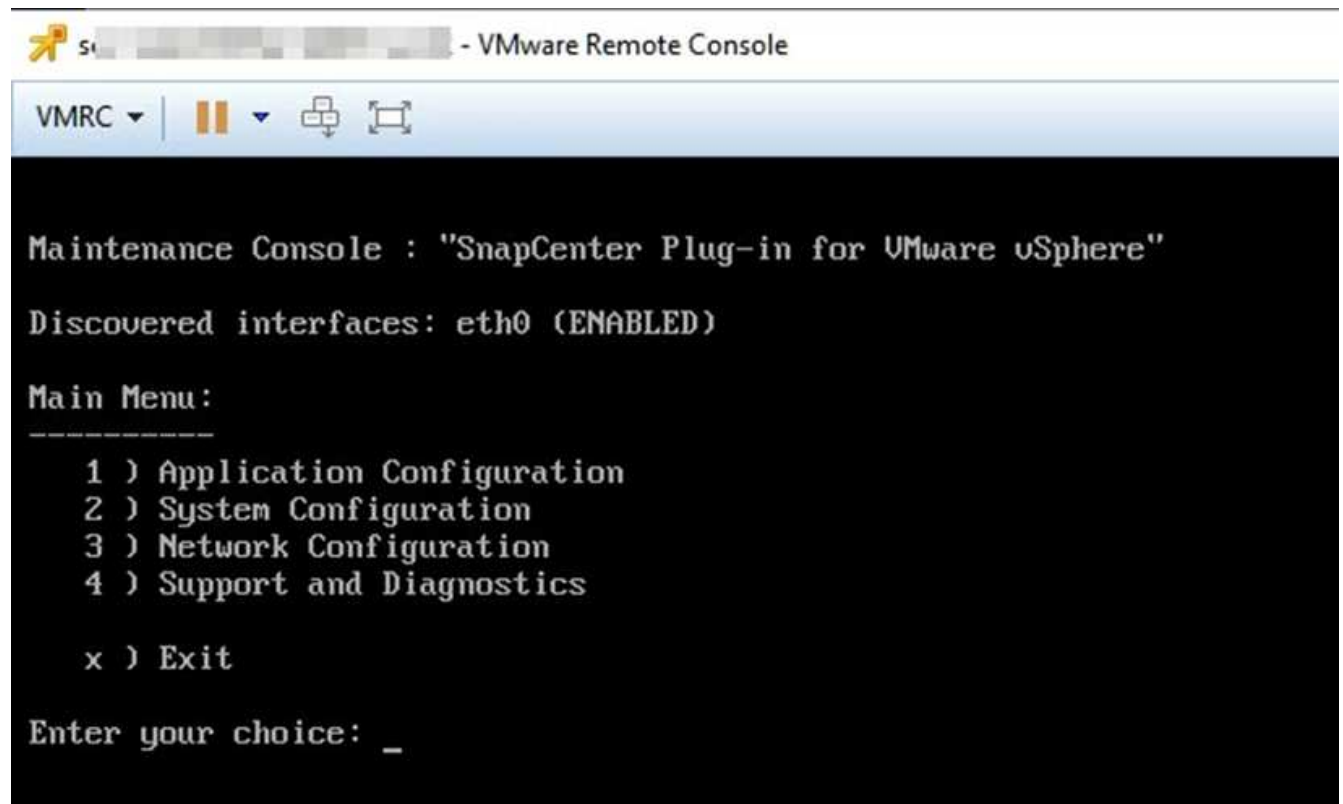 - VMware Remote Console
VMRC
Maintenance Console : "SnapCenter Plug-in for VMware vSphere"
Discovered interfaces: eth0 (ENABLED)
Main Menu:
----------
1 ) Application Configuration
2 ) System Configuration
3 ) Network Configuration
4 ) Support and Diagnostics
x ) Exit
Enter your choice: _